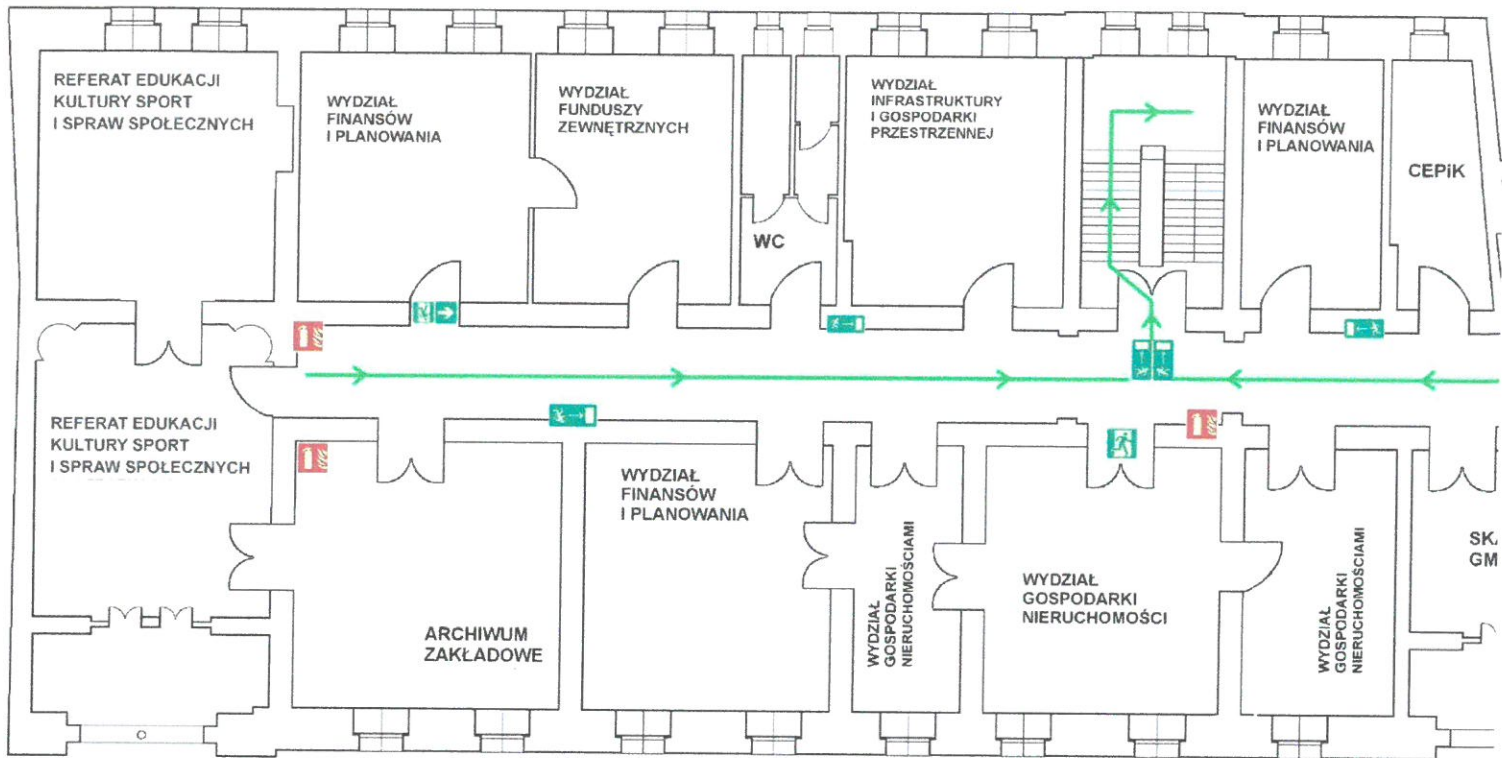 REFERAT EDUKACJI
KULTURY SPORT
I SPRAW SPOŁECZNYCH
WYDZIAŁ
FINANSÓW
I PLANOWANIA
WYDZIAŁ
FUNDUSZY
ZEWNĘTRZNYCH
WC
WYDZIAŁ
INFRASTRUKTURY
I GOSPODARKI
PRZESTRZENNEJ
WYDZIAŁ
FINANSÓW
I PLANOWANIA
CEPiK
REFERAT EDUKACJI
KULTURY SPORT
I SPRAW SPOŁECZNYCH
ARCHIWUM
ZAKŁADOWE
WYDZIAŁ
FINANSÓW
I PLANOWANIA
WYDZIAŁ
GOSPODARKI
NIERUCHOMOŚCIAMI
WYDZIAŁ
GOSPODARKI
NIERUCHOMOŚCI
WYDZIAŁ
GOSPODARKI
NIERUCHOMOŚCIAMI
SK
GM